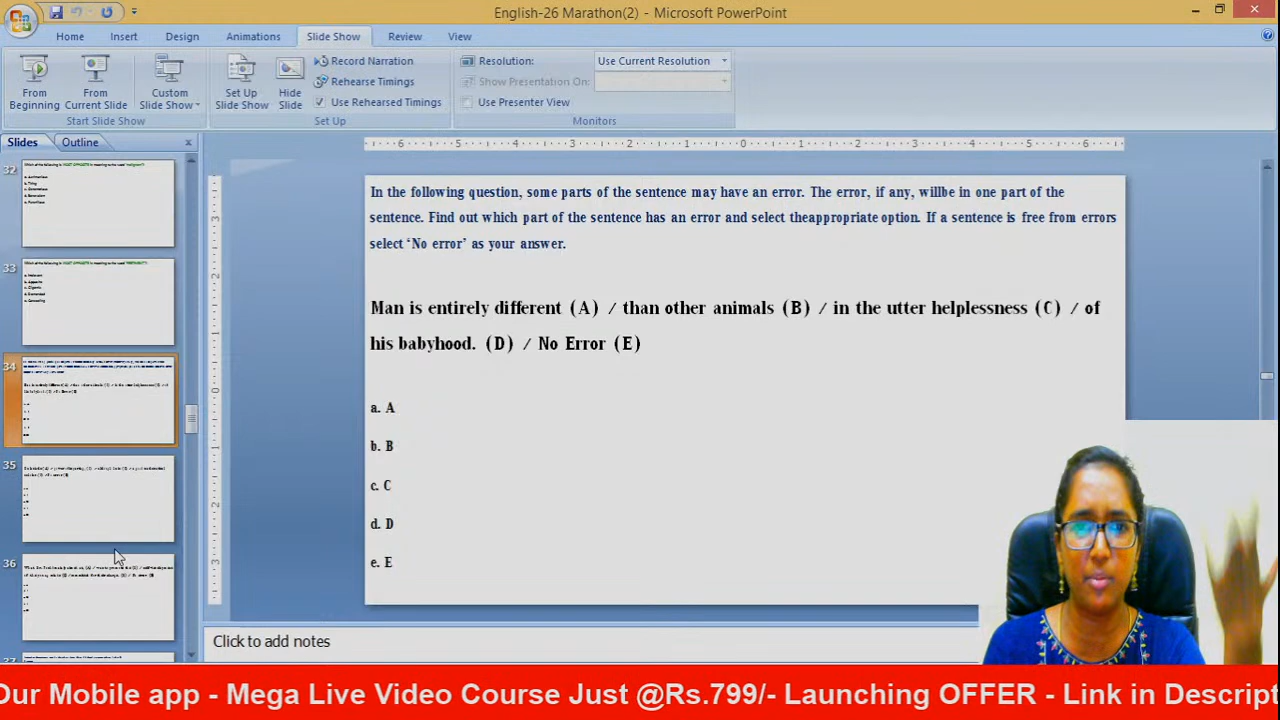 English-26 Marathon(2) - Microsoft PowerPoint
Home Insert Design Animations Slide Show Review View
From Beginning
From Current Slide
Custom Slide Show
Start Slide Show
Set Up Slide Show
Hide Slide
Record Narration
Rehearse Timings
Use Rehearsed Timings
Set Up
Resolution: Use Current Resolution
Show Presentation On:
Use Presenter View
Monitors
Slides Outline
32
33
34
35
36
In the following question, some parts of the sentence may have an error. The error, if any, willbe in one part of the
sentence. Find out which part of the sentence has an error and select theappropriate option. If a sentence is free from errors
select ‘No error’ as your answer.
Man is entirely different (A) / than other animals (B) / in the utter helplessness (C) / of
his babyhood. (D) / No Error (E)
a. A
b. B
c. C
d. D
e. E
Click to add notes
Our Mobile app - Mega Live Video Course Just @Rs.799/- Launching OFFER - Link in Descript